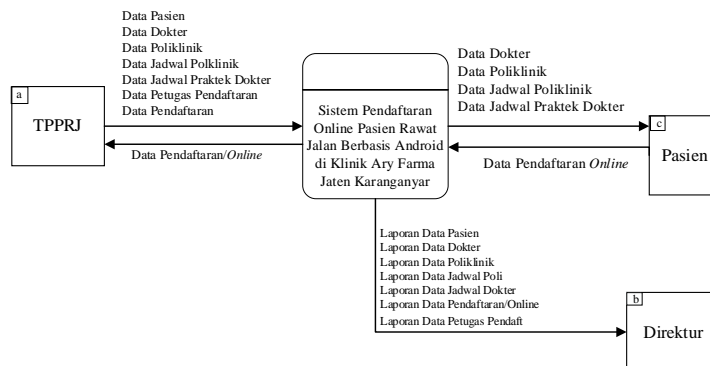 Data Pasien
Data Dokter
Data Poliklinik
Data Jadwal Polklinik
Data Jadwal Praktek Dokter
Data Petugas Pendaftaran
Data Pendaftaran
a
TPPRJ
Data Pendaftaran/Online
Sistem Pendaftaran
Online Pasien Rawat
Jalan Berbasis Android
di Klinik Ary Farma
Jaten Karanganyar
Data Dokter
Data Poliklinik
Data Jadwal Poliklinik
Data Jadwal Praktek Dokter
c
Pasien
Data Pendaftaran Online
Laporan Data Pasien
Laporan Data Dokter
Laporan Data Poliklinik
Laporan Data Jadwal Poli
Laporan Data Jadwal Dokter
Laporan Data Pendaftaran/Online
Laporan Data Petugas Pendaft
b
Direktur